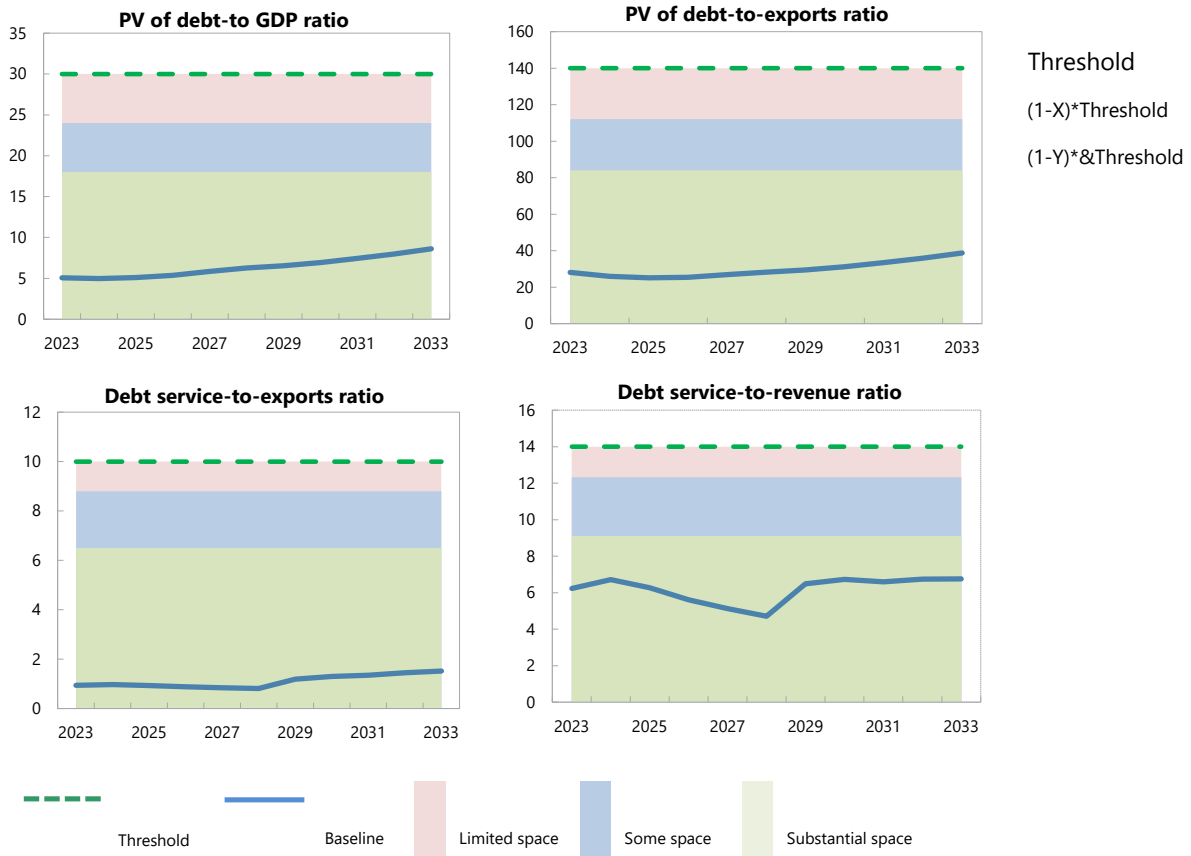 PV of debt-to GDP ratio
35
30
25
20
15
10
5
0
2023 2025 2027 2029 2031 2033
PV of debt-to-exports ratio
160
140
120
100
80
60
40
20
0
2023 2025 2027 2029 2031 2033
Threshold
(1-X)*Threshold
(1-Y)*&Threshold
Debt service-to-exports ratio
12
10
8
6
4
2
0
2023 2025 2027 2029 2031 2033
Debt service-to-revenue ratio
16
14
12
10
8
6
4
2
0
2023 2025 2027 2029 2031 2033
Threshold Baseline Limited space Some space Substantial space